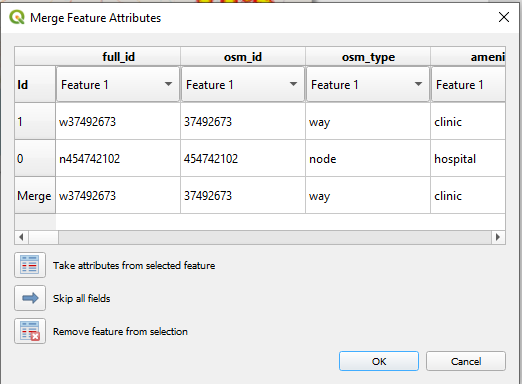 Merge Feature Attributes
full_id osm_id osm_type ameni
Id Feature 1 Feature 1 Feature 1 Feature 1
1 w37492673 37492673 way clinic
0 n454742102 454742102 node hospital
Merge w37492673 37492673 way clinic
Take attributes from selected feature
Skip all fields
Remove feature from selection
OK Cancel